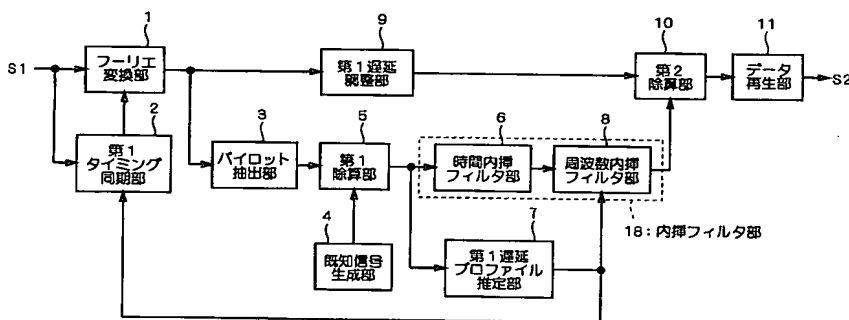 1
9
10
11
S1
フーリエ
変換部
第1遅延
調整部
第2
除算部
データ
再生部
S2
2
3
5
6
8
第1
タイミング
同期部
パイロット
抽出部
第1
除算部
時間内挿
フィルタ部
周波数内挿
フィルタ部
18:内挿フィルタ部
4
7
既知信号
生成部
第1遅延
プロファイル
推定部